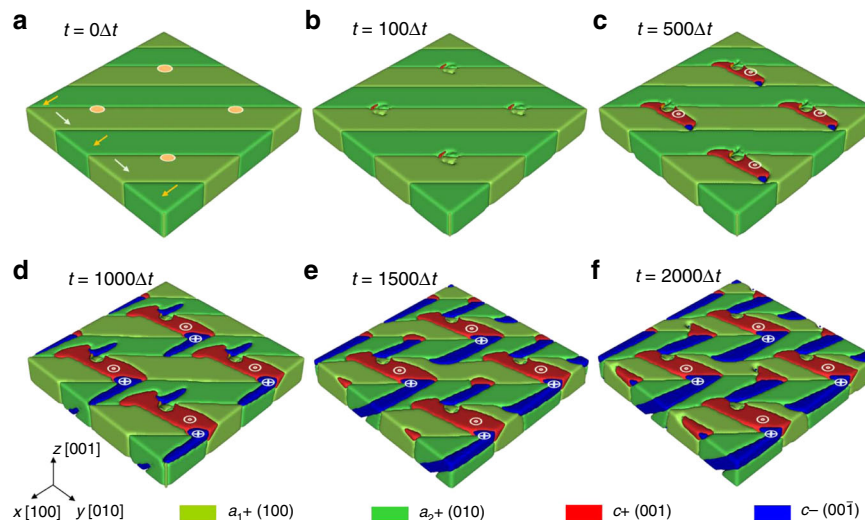 a t = 0Δt b t = 100Δt c t = 500Δt
d t = 1000Δt e t = 1500Δt f t = 2000Δt
z [001]
x [100] y [010] a₁+ (100) a₂+ (010) c+ (001) c− (001̄)